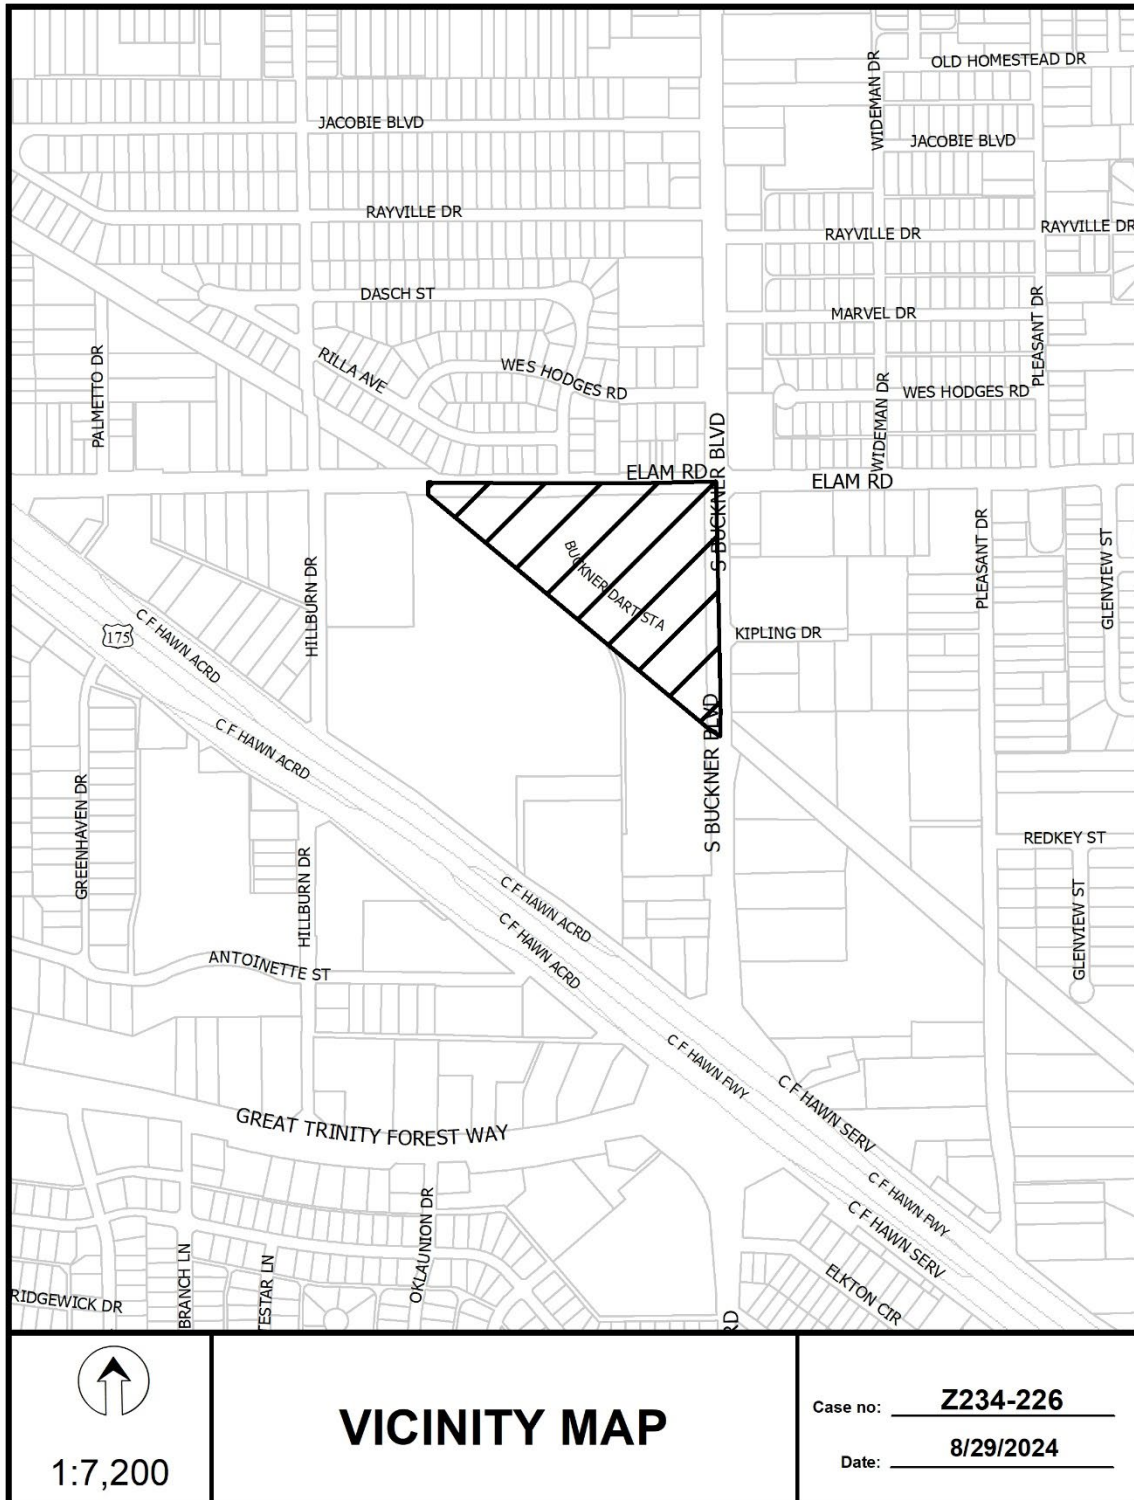 OLD HOMESTEAD DR
WIDEMAN DR
JACOBIE BLVD
JACOBIE BLVD
RAYVILLE DR
RAYVILLE DR
RAYVILLE DR
DASCH ST
MARVEL DR
PLEASANT DR
PALMETTO DR
RILLA AVE
WES HODGES RD
WES HODGES RD
WIDEMAN DR
S BUCKNER BLVD
ELAM RD
ELAM RD
BUCKNER DART STA
PLEASANT DR
GLENVIEW ST
HILLBURN DR
175
C F HAWN ACRD
KIPLING DR
C F HAWN ACRD
S BUCKNER BLVD
GREENHAVEN DR
HILLBURN DR
REDKEY ST
GLENVIEW ST
C F HAWN ACRD
C F HAWN ACRD
ANTOINETTE ST
C F HAWN FWY
C F HAWN SERV
GREAT TRINITY FOREST WAY
C F HAWN FWY
C F HAWN SERV
OKLAUNION DR
BRANCH LN
TESTAR LN
RIDGEWICK DR
ELKTON CIR
RD
1:7,200
VICINITY MAP
Case no: Z234-226
Date: 8/29/2024